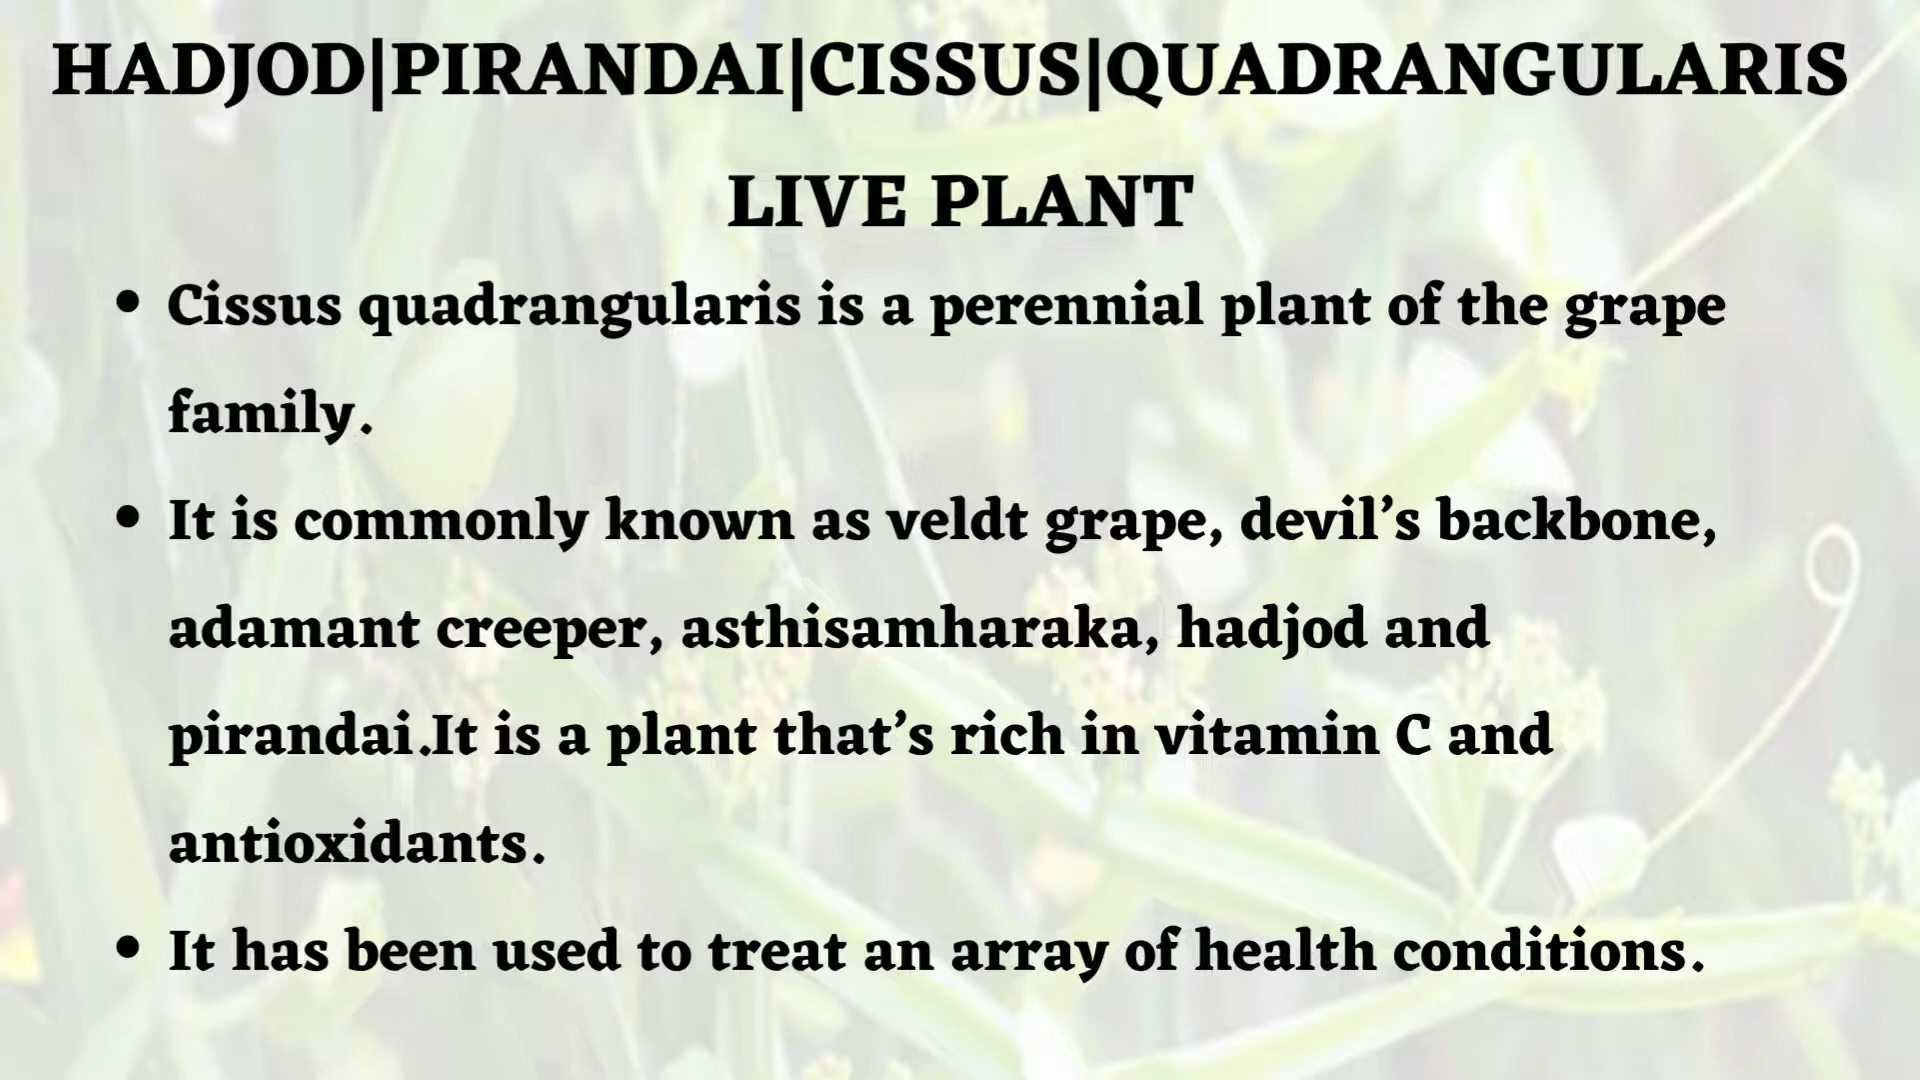 HADJOD|PIRANDAI|CISSUS|QUADRANGULARIS
LIVE PLANT
• Cissus quadrangularis is a perennial plant of the grape
family.
• It is commonly known as veldt grape, devil’s backbone,
adamant creeper, asthisamharaka, hadjod and
pirandai.It is a plant that’s rich in vitamin C and
antioxidants.
• It has been used to treat an array of health conditions.